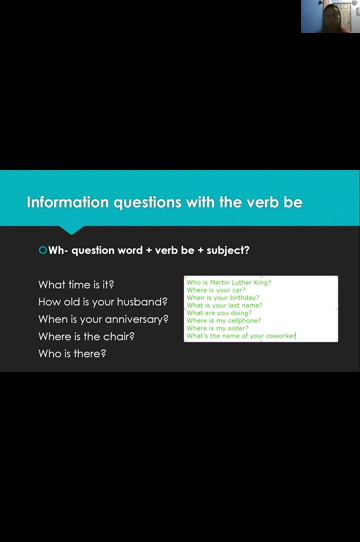 Information questions with the verb be
Wh- question word + verb be + subject?
What time is it?
How old is your husband?
When is your anniversary?
Where is the chair?
Who is there?
Who is Martin Luther King?
Where is your car?
When is your birthday?
What is your last name?
What are you doing?
Where is my cellphone?
Where is my sister?
What's the name of your coworker